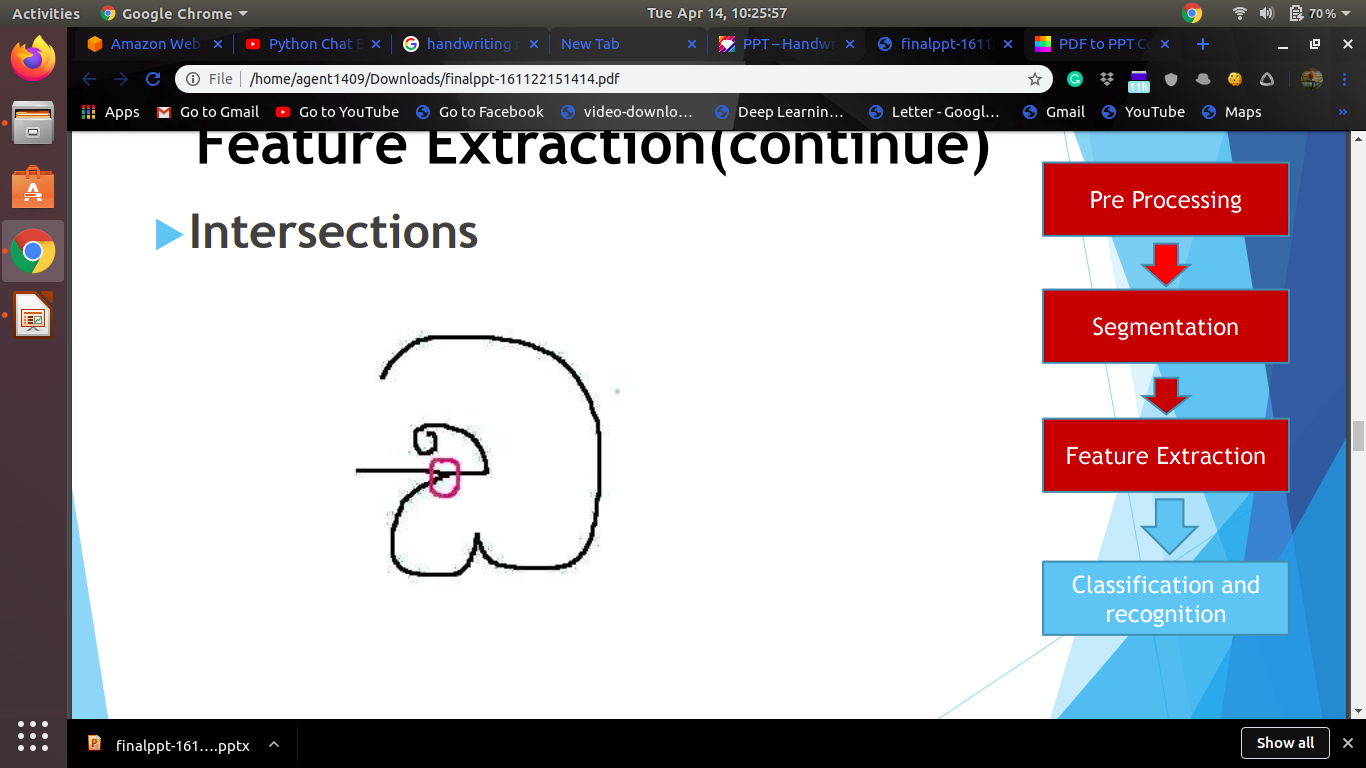 Activities Google Chrome Tue Apr 14, 10:25:57 70%
Amazon Web Python Chat B handwriting New Tab PPT – Handwr finalppt-1611 PDF to PPT Co
File /home/agent1409/Downloads/finalppt-161122151414.pdf 11h
Apps Go to Gmail Go to YouTube Go to Facebook video-downlo... Deep Learnin... Letter - Googl... Gmail YouTube Maps »
Feature Extraction(continue)
Intersections
Pre Processing
Segmentation
Feature Extraction
Classification and
recognition
finalppt-161....pptx Show all